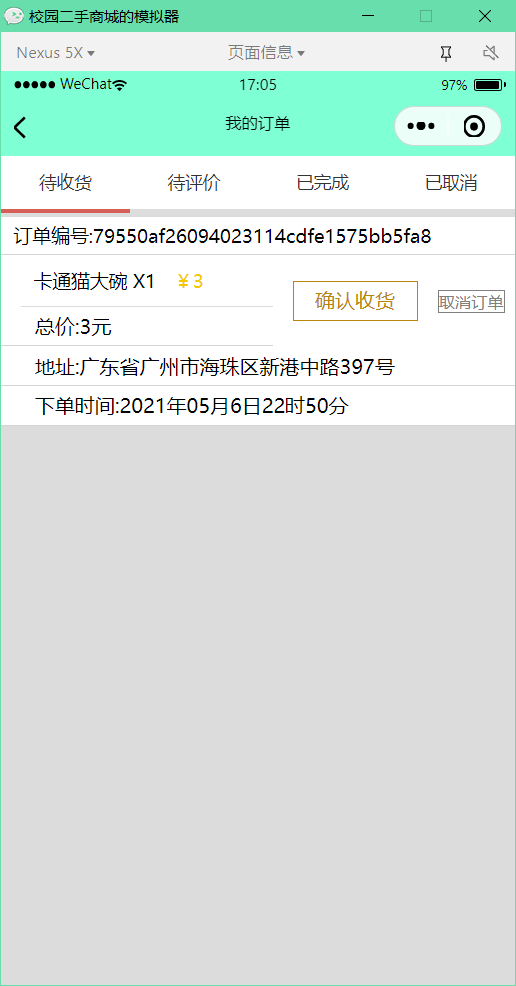 校园二手商城的模拟器
Nexus 5X 页面信息
WeChat 17:05 97%
我的订单
待收货 待评价 已完成 已取消
订单编号:79550af26094023114cdfe1575bb5fa8
卡通猫大碗 X1 ￥3
确认收货 取消订单
总价:3元
地址:广东省广州市海珠区新港中路397号
下单时间:2021年05月6日22时50分